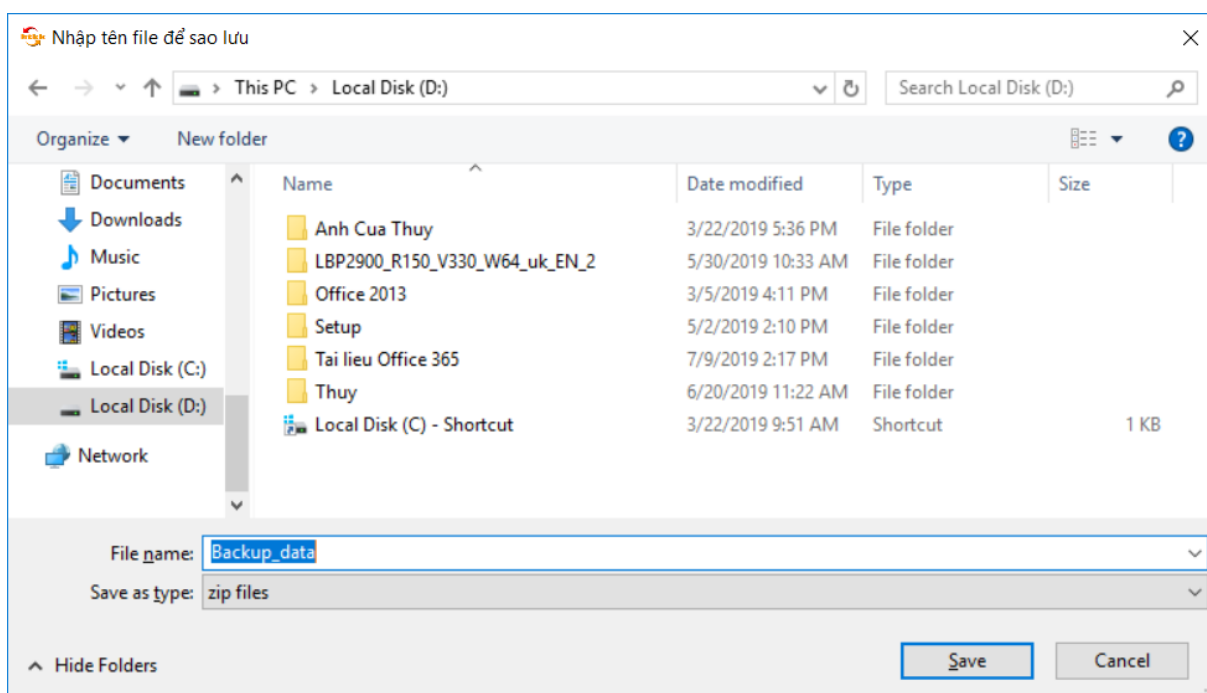 Nhập tên file để sao lưu
This PC > Local Disk (D:)
Search Local Disk (D:)
Organize
New folder
Documents
Downloads
Music
Pictures
Videos
Local Disk (C:)
Local Disk (D:)
Network
Name Date modified Type Size
Anh Cua Thuy 3/22/2019 5:36 PM File folder
LBP2900_R150_V330_W64_uk_EN_2 5/30/2019 10:33 AM File folder
Office 2013 3/5/2019 4:11 PM File folder
Setup 5/2/2019 2:10 PM File folder
Tai lieu Office 365 7/9/2019 2:17 PM File folder
Thuy 6/20/2019 11:22 AM File folder
Local Disk (C) - Shortcut 3/22/2019 9:51 AM Shortcut 1 KB
File name: Backup_data
Save as type: zip files
Hide Folders
Save
Cancel